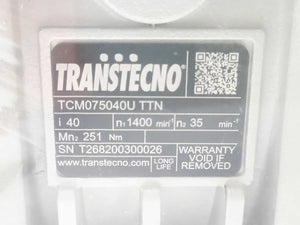 TRANSTECNO®
TCM075040U TTN
i 40 n1 1400 min-1 n2 35 min-1
Mn2 251 Nm
SN T268200300026
www.transtecno.com
LONG LIFE
WARRANTY
VOID IF
REMOVED